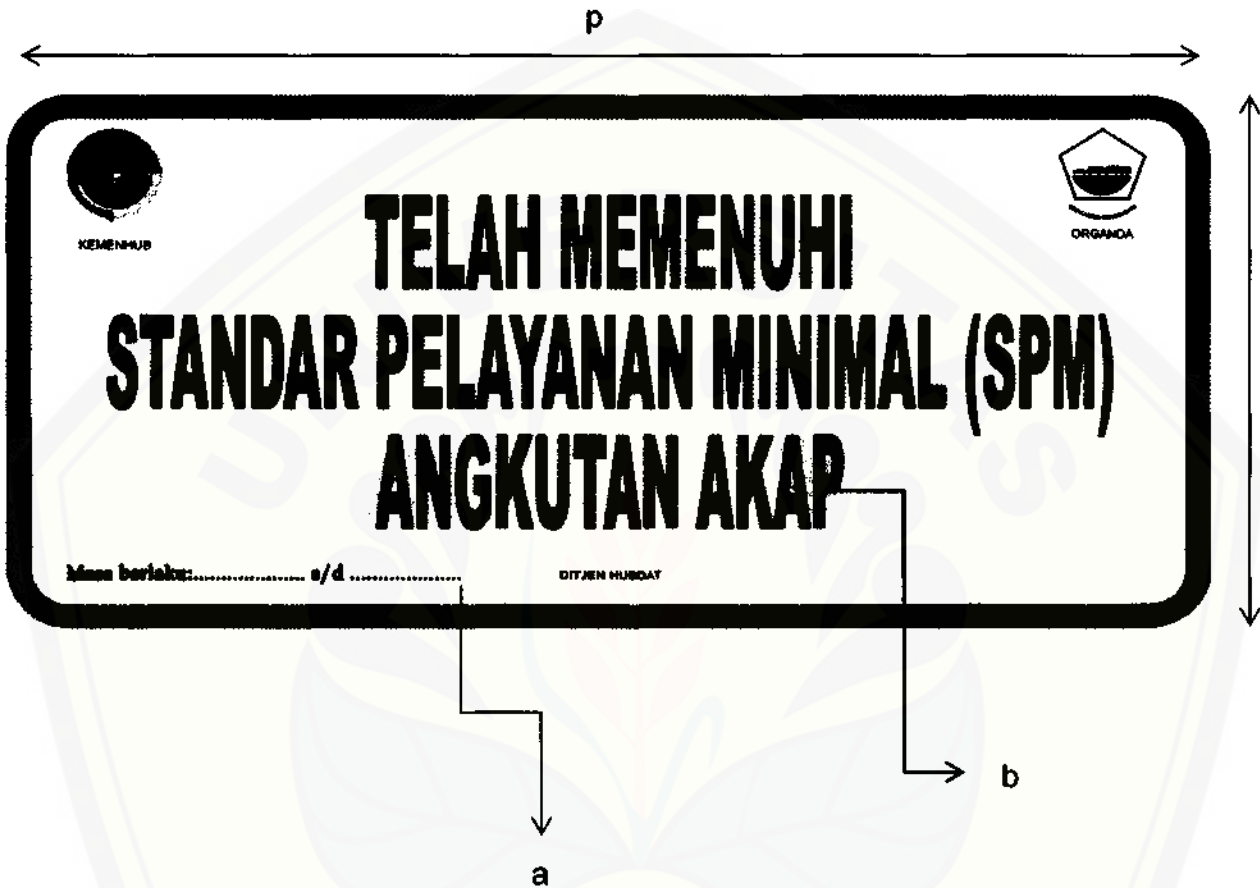 p
KEMENHUB
ORGANDA
TELAH MEMENUHI
STANDAR PELAYANAN MINIMAL (SPM)
ANGKUTAN AKAP
Masa berlaku:.................... s/d ....................
DITJEN HUBDAT
b
a